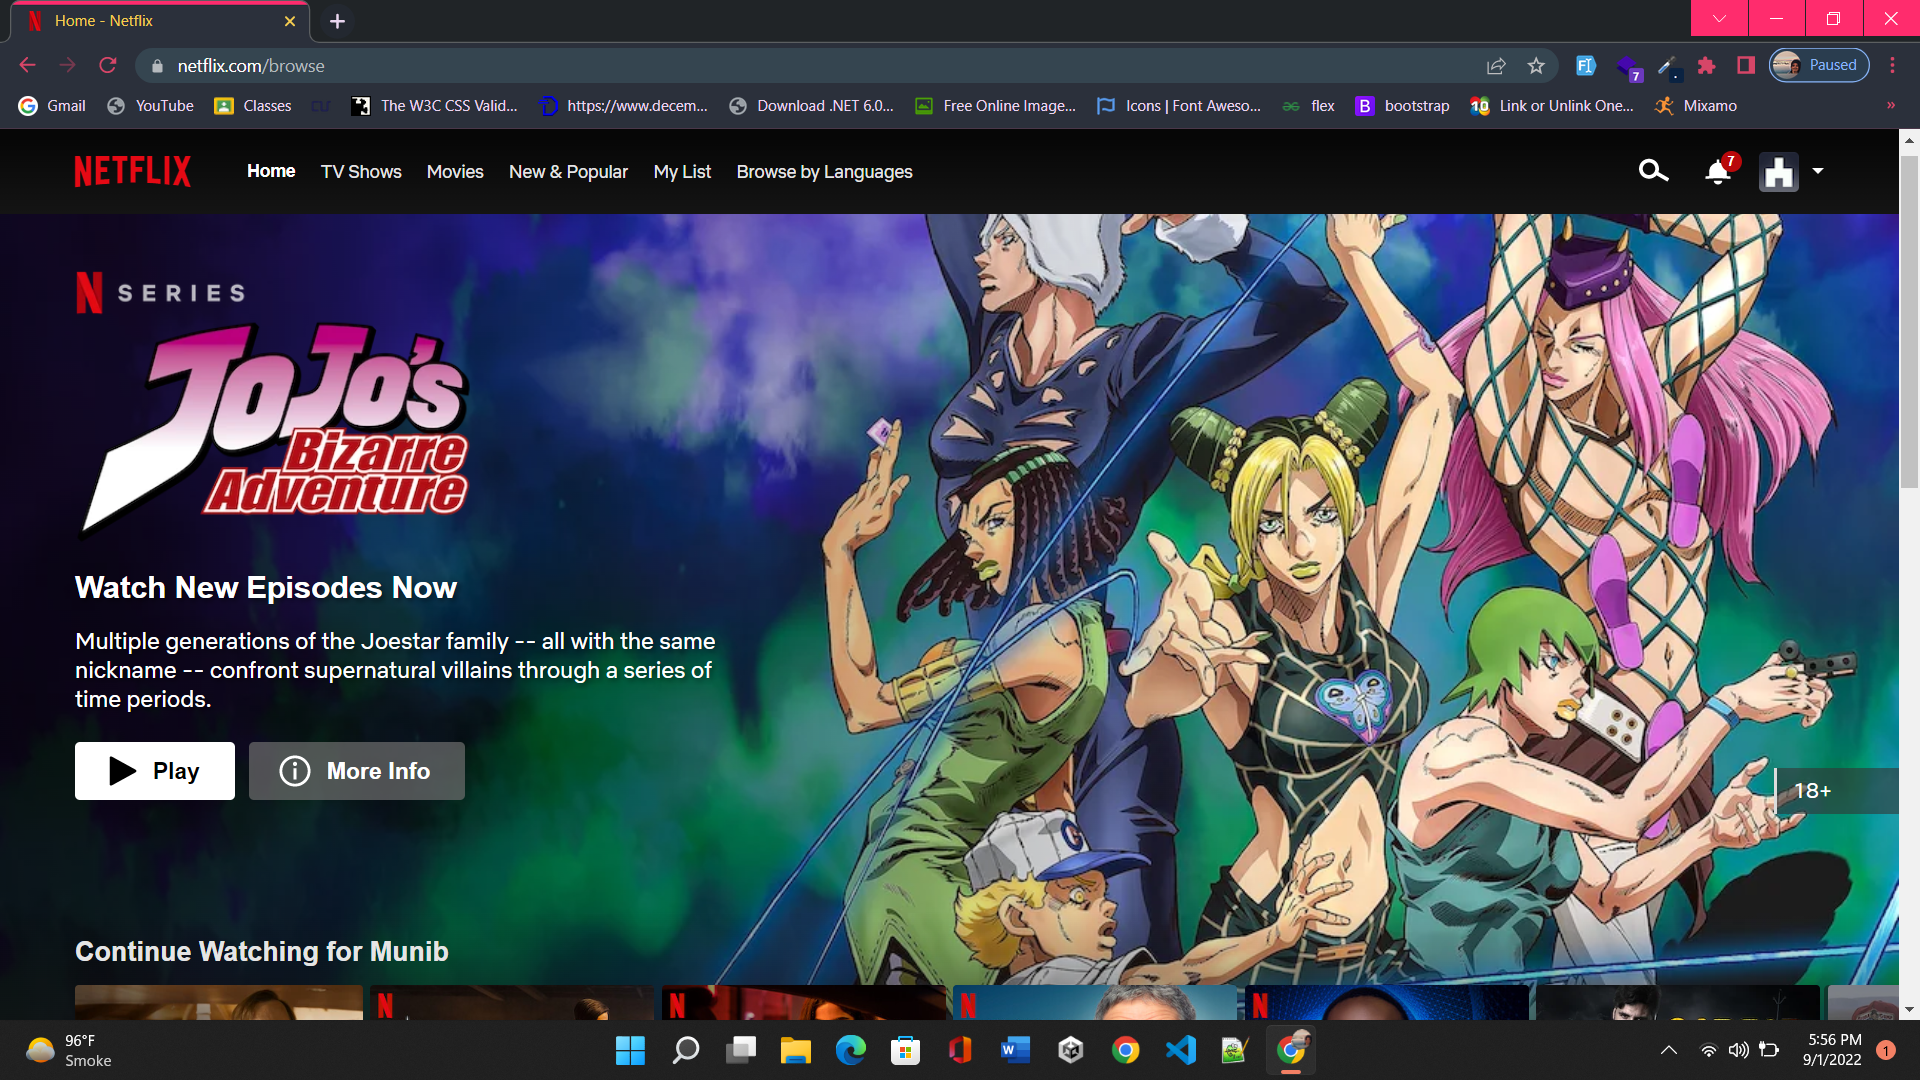 Home - Netflix
netflix.com/browse
Paused
7
Gmail YouTube Classes The W3C CSS Valid... https://www.decem... Download .NET 6.0... Free Online Image... Icons | Font Aweso... flex bootstrap Link or Unlink One... Mixamo
NETFLIX Home TV Shows Movies New & Popular My List Browse by Languages 7
N SERIES
JoJo's
Bizarre
Adventure
Watch New Episodes Now
Multiple generations of the Joestar family -- all with the same
nickname -- confront supernatural villains through a series of
time periods.
Play More Info
18+
Continue Watching for Munib
96°F
Smoke
5:56 PM
9/1/2022
1